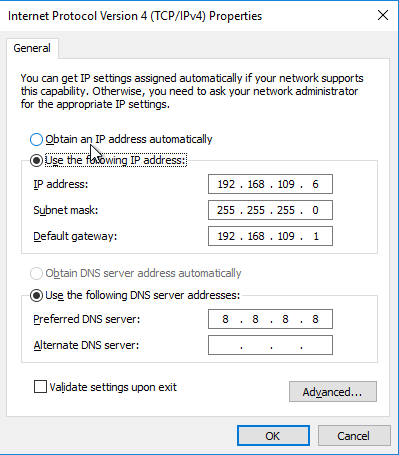 Internet Protocol Version 4 (TCP/IPv4) Properties
General
You can get IP settings assigned automatically if your network supports
this capability. Otherwise, you need to ask your network administrator
for the appropriate IP settings.
Obtain an IP address automatically
Use the following IP address:
IP address: 192 . 168 . 109 . 6
Subnet mask: 255 . 255 . 255 . 0
Default gateway: 192 . 168 . 109 . 1
Obtain DNS server address automatically
Use the following DNS server addresses:
Preferred DNS server: 8 . 8 . 8 . 8
Alternate DNS server: . . .
Validate settings upon exit
Advanced...
OK Cancel